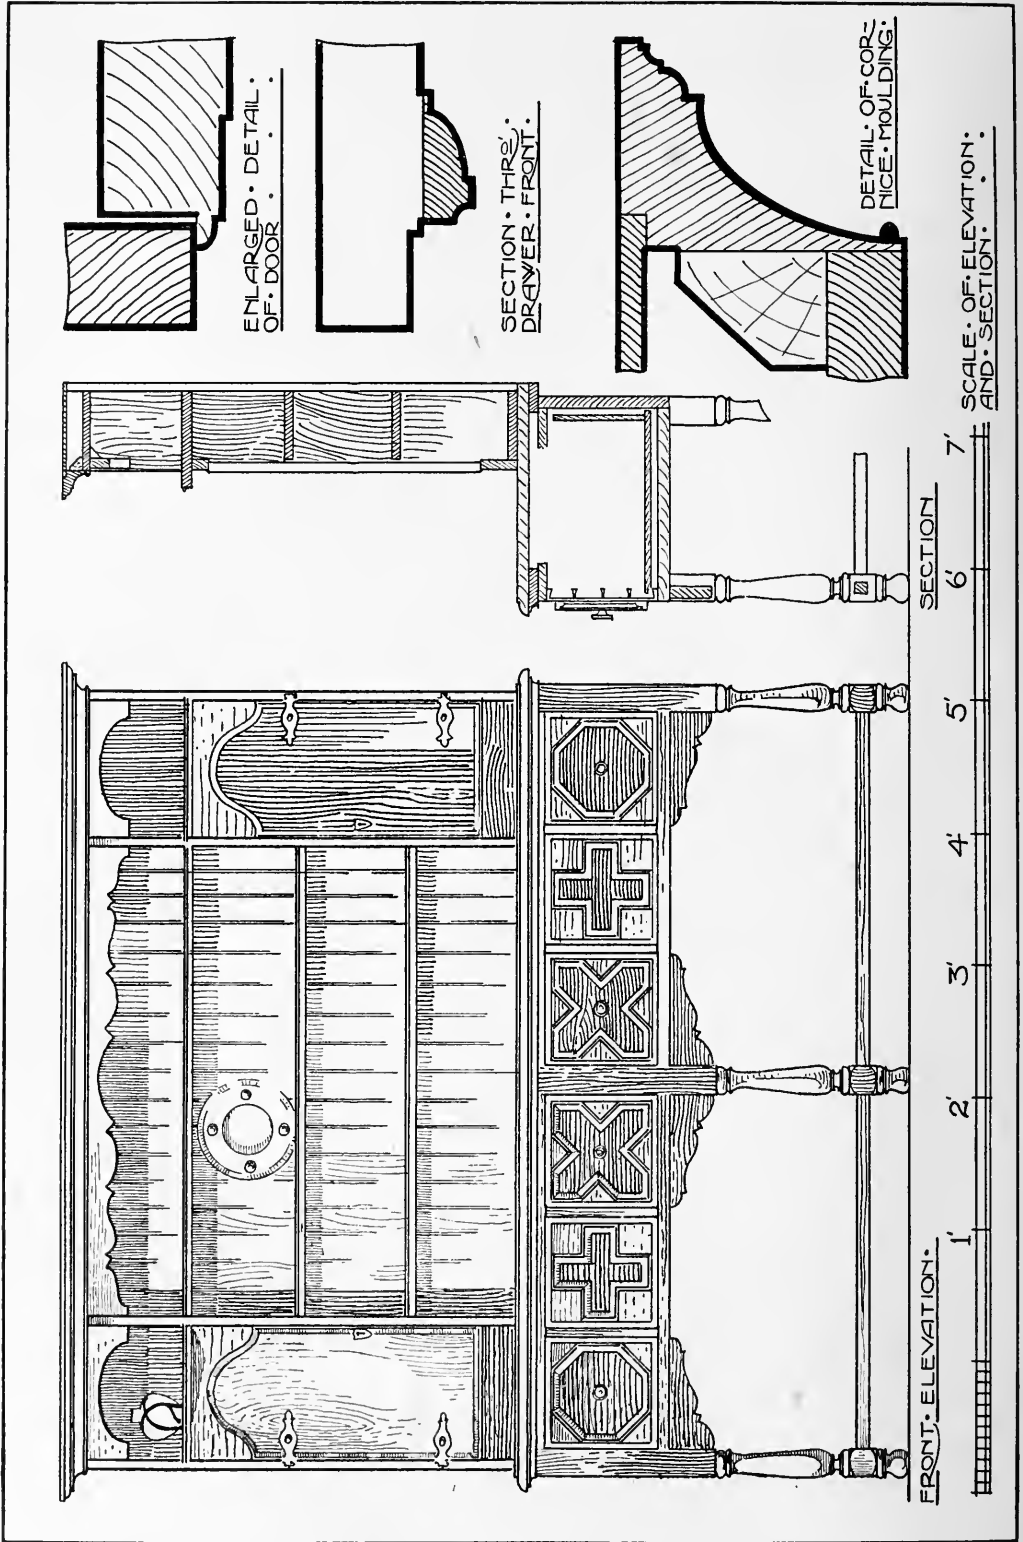 ENLARGED · DETAIL ·
OF · DOOR · · · ·
SECTION · THRO' ·
DRAWER · FRONT ·
DETAIL · OF · COR-
NICE · MOULDING ·
FRONT · ELEVATION ·
SECTION
SCALE · OF · ELEVATION ·
AND · SECTION · · ·
1' 2' 3' 4' 5' 6' 7'